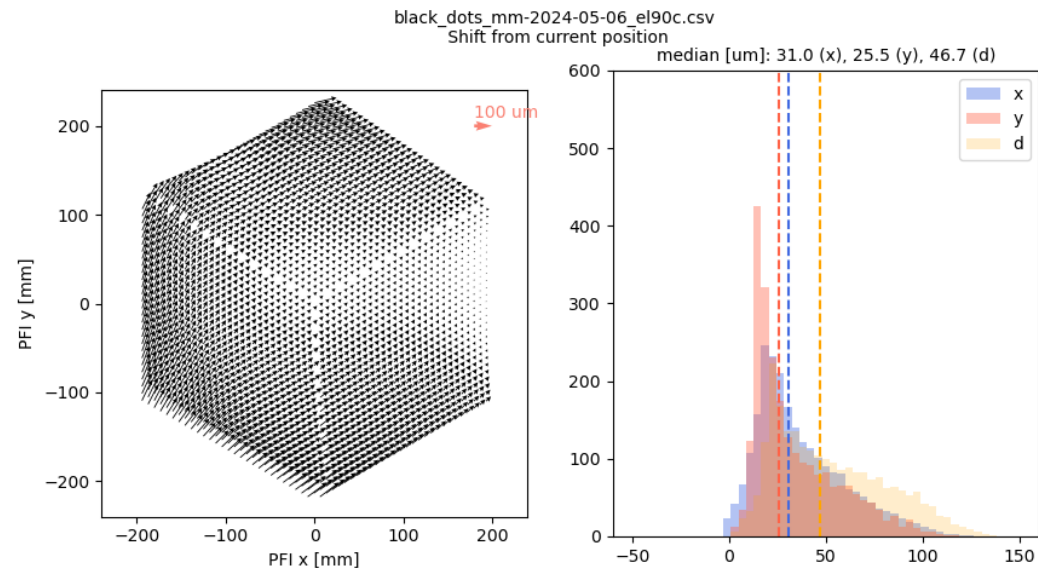 black_dots_mm-2024-05-06_el90c.csv
Shift from current position
median [um]: 31.0 (x), 25.5 (y), 46.7 (d)
100 um
PFI y [mm]
200
100
0
−100
−200
−200
−100
0
100
200
PFI x [mm]
600
500
400
300
200
100
0
−50
0
50
100
150
x
y
d